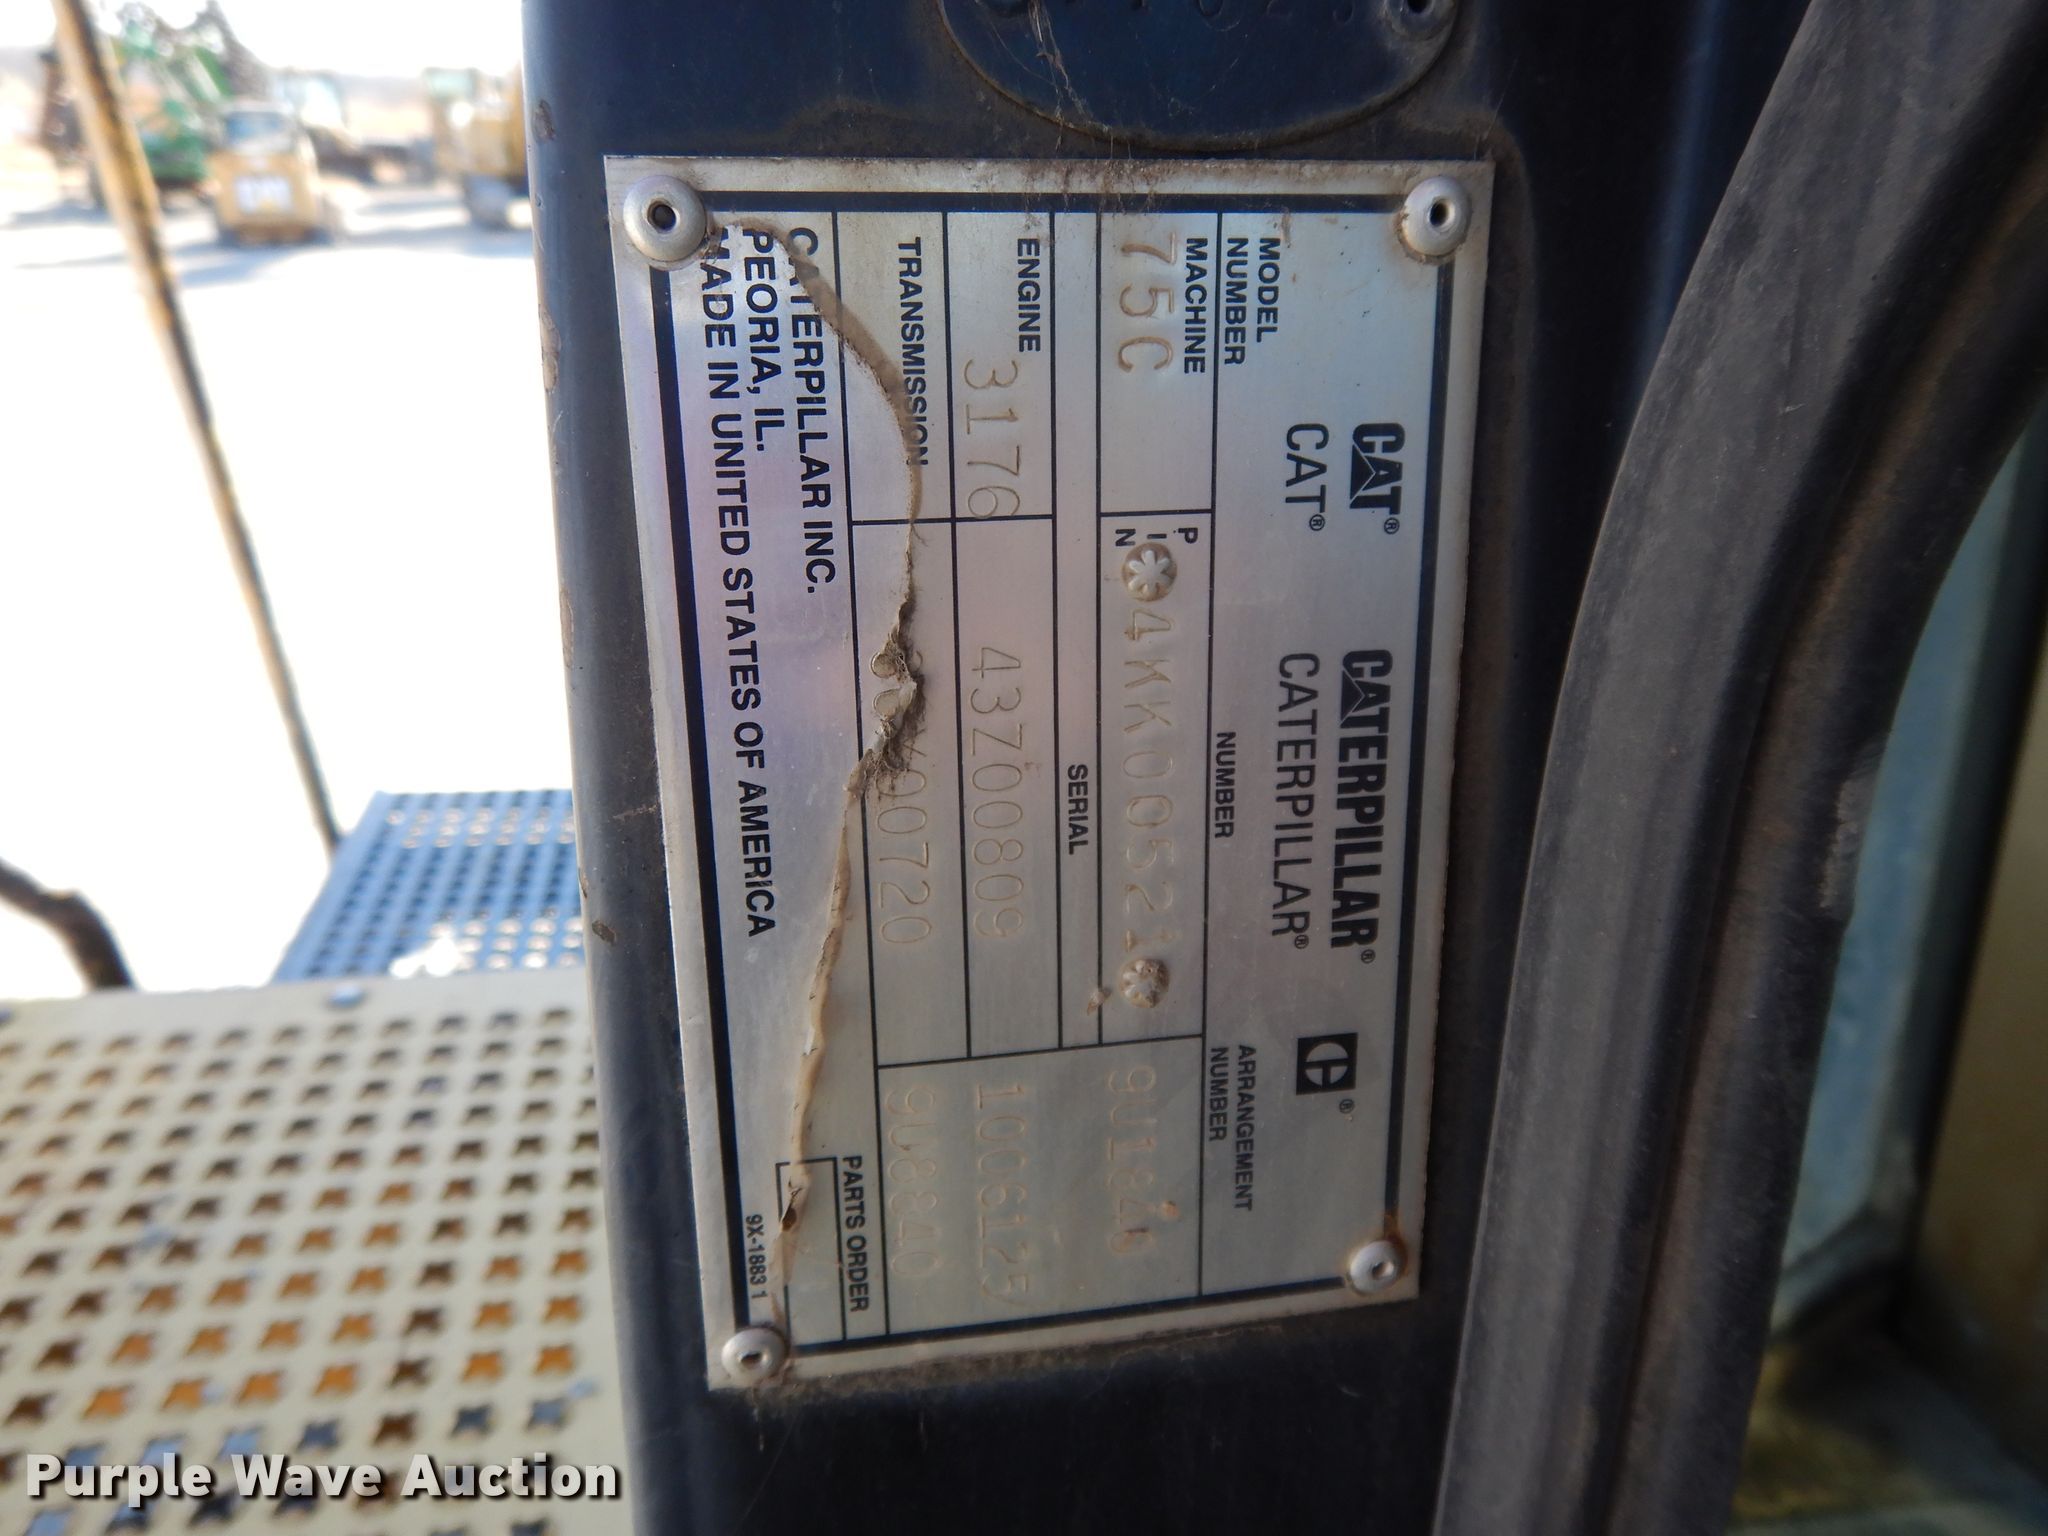 CAT® CATERPILLAR® ®
CAT® CATERPILLAR®
MODEL NUMBER
NUMBER
ARRANGEMENT NUMBER
MACHINE
75C
PIN
*4KK00521*
9U1846
SERIAL
ENGINE
3176
43Z00809
1006125
TRANSMISSION
00720
9U8840
CATERPILLAR INC.
PEORIA, IL.
MADE IN UNITED STATES OF AMERICA
PARTS ORDER
9X-1883 1
Purple Wave Auction